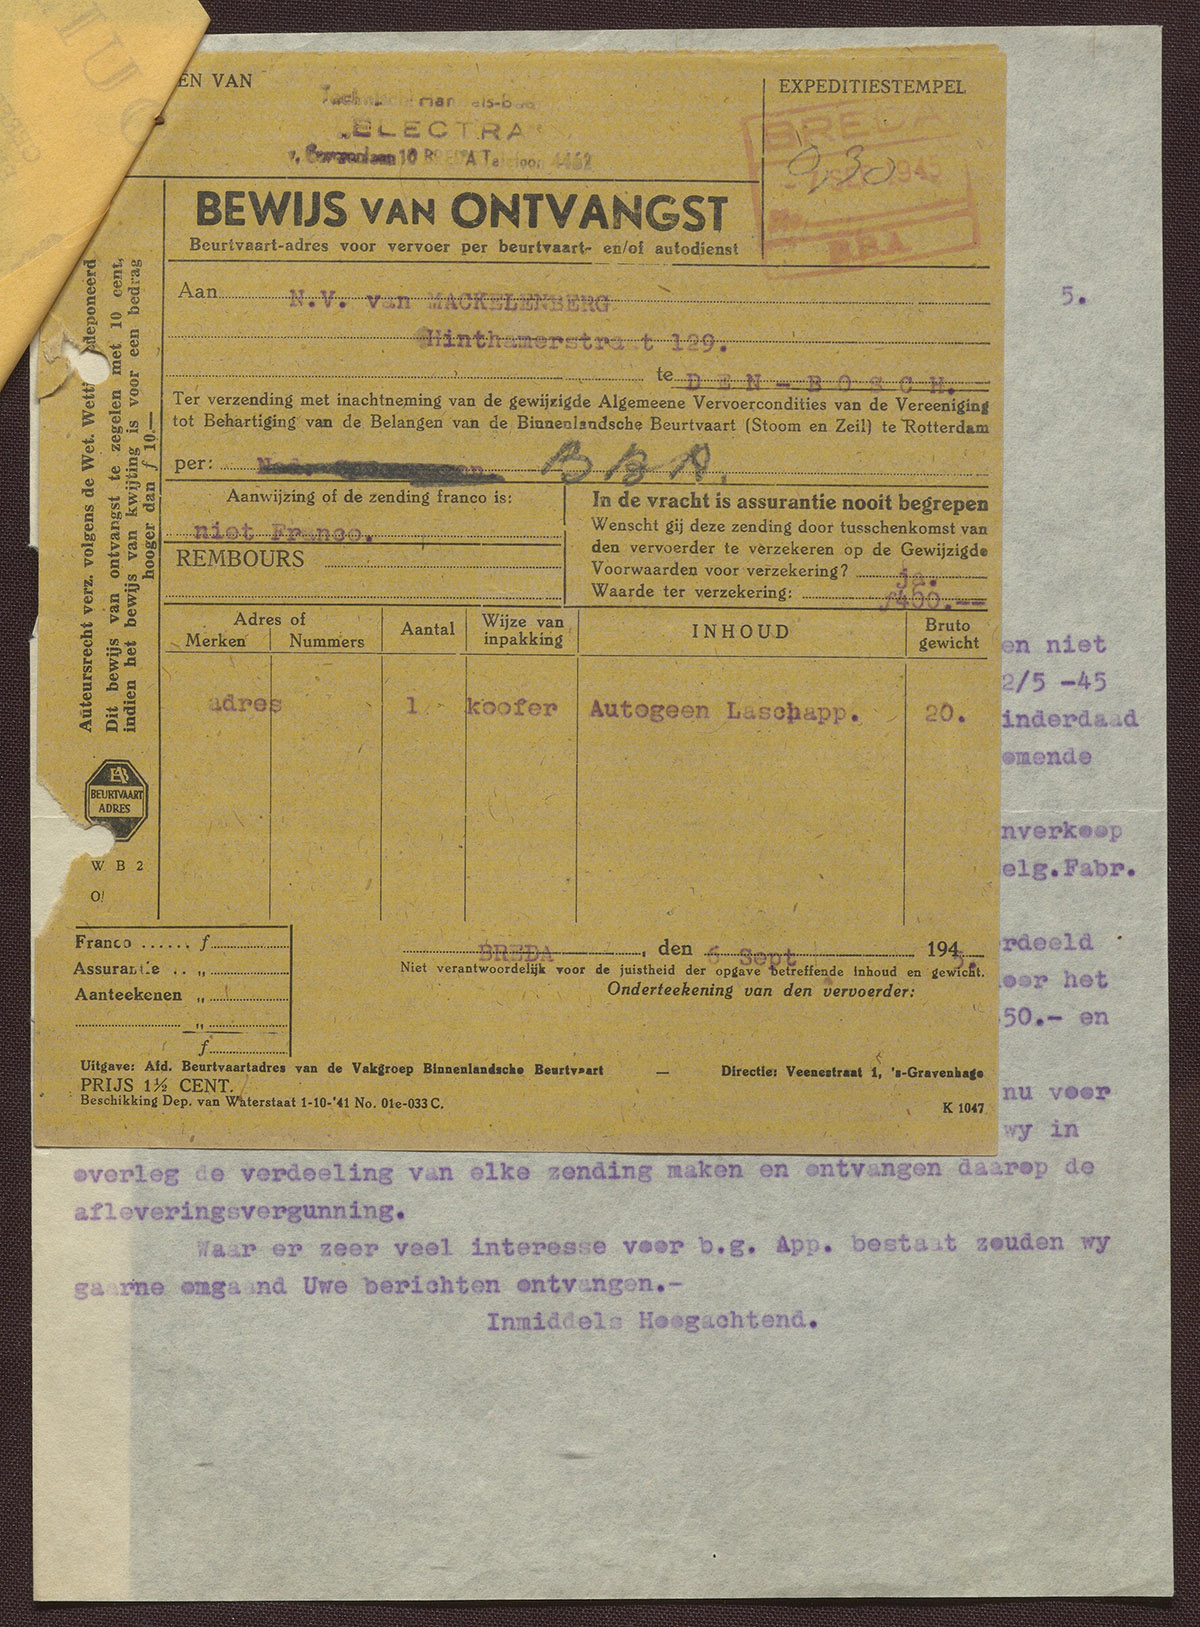 EN VAN
"ELECTRA"
10 BREDA Telefoon 4462
EXPEDITIESTEMPEL
BREDA
930
BBA
BEWIJS VAN ONTVANGST
Beurtvaart-adres voor vervoer per beurtvaart- en/of autodienst
Aan N.V. van MACKELENBERG
Hinthamerstraat 129.
te DEN-BOSCH.
Ter verzending met inachtneming van de gewijzigde Algemeene Vervoercondities van de Vereeniging
tot Behartiging van de Belangen van de Binnenlandsche Beurtvaart (Stoom en Zeil) te Rotterdam
per: BBA.
Aanwijzing of de zending franco is:
niet Franco.
REMBOURS
In de vracht is assurantie nooit begrepen
Wenscht gij deze zending door tusschenkomst van
den vervoerder te verzekeren op de Gewijzigde
Voorwaarden voor verzekering? ja.
Waarde ter verzekering: f400.--
Adres of
Merken Nummers Aantal Wijze van inpakking INHOUD Bruto gewicht
adres 1 koofer Autogeen Laschapp. 20.
Auteursrecht verz. volgens de Wet. Wettig gedeponeerd
Dit bewijs van ontvangst te zegelen met 10 cent,
indien het bewijs van kwijting is voor een bedrag
hooger dan f 10,—
BEURTVAART
ADRES
W B 2
Franco ...... f
Assurantie .. „
Aanteekenen „
„
f
BREDA, den 6 Sept 1945.
Niet verantwoordelijk voor de juistheid der opgave betreffende inhoud en gewicht.
Onderteekening van den vervoerder:
Uitgave: Afd. Beurtvaartadres van de Vakgroep Binnenlandsche Beurtvaart — Directie: Veenestraat 1, 's-Gravenhage
PRIJS 1½ CENT.
Beschikking Dep. van Waterstaat 1-10-'41 No. 01e-033 C.
K 1047
5.
en niet
2/5 -45
inderdaad
omende
nverkoop
elg.Fabr.
rdeeld
oor het
50.- en
nu voor
wy in
overleg de verdeeling van elke zending maken en ontvangen daarop de
afleveringsvergunning.
Waar er zeer veel interesse voor b.g. App. bestaat zouden wy
gaarne omgaand Uwe berichten ontvangen.-
Inmiddels Hoogachtend.